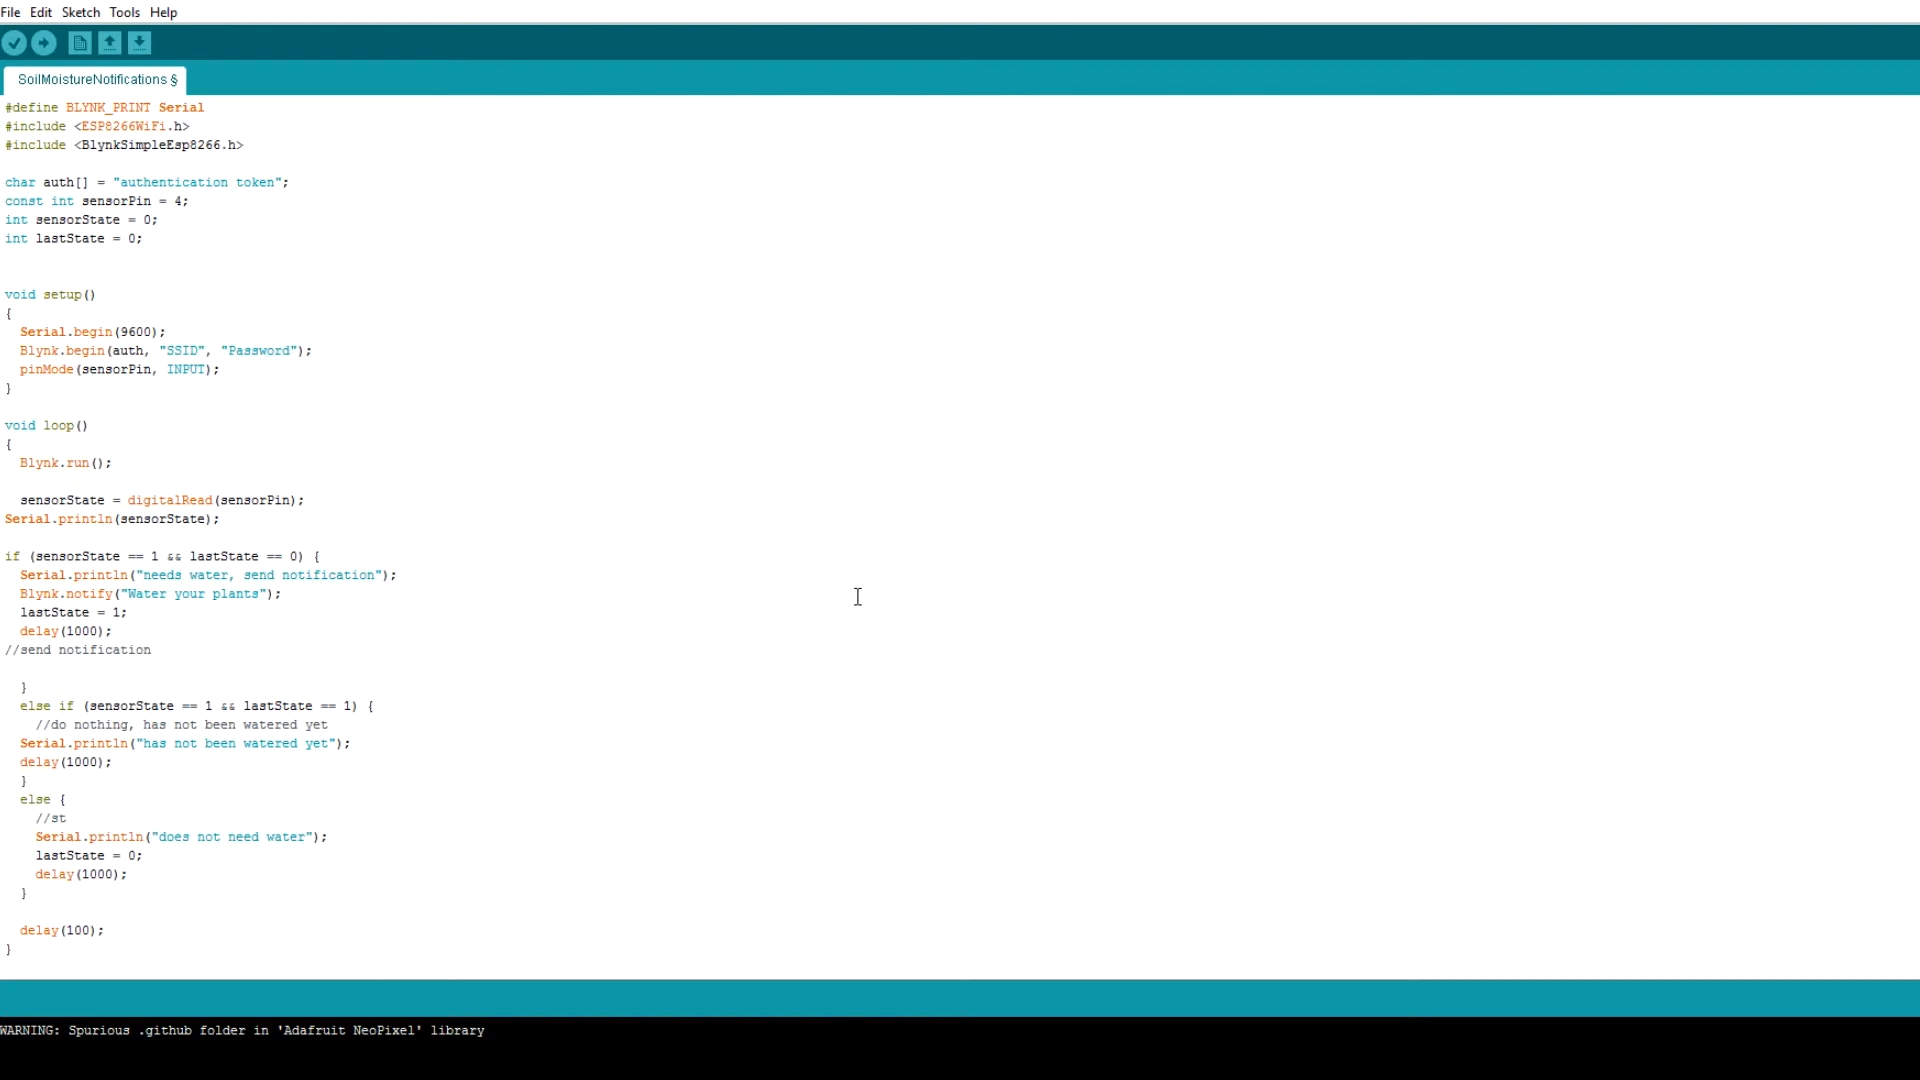 File Edit Sketch Tools Help
SoilMoistureNotifications §
#define BLYNK_PRINT Serial
#include <ESP8266WiFi.h>
#include <BlynkSimpleEsp8266.h>
char auth[] = "authentication token";
const int sensorPin = 4;
int sensorState = 0;
int lastState = 0;
void setup()
{
Serial.begin(9600);
Blynk.begin(auth, "SSID", "Password");
pinMode(sensorPin, INPUT);
}
void loop()
{
Blynk.run();
sensorState = digitalRead(sensorPin);
Serial.println(sensorState);
if (sensorState == 1 && lastState == 0) {
Serial.println("needs water, send notification");
Blynk.notify("Water your plants");
lastState = 1;
delay(1000);
//send notification
}
else if (sensorState == 1 && lastState == 1) {
//do nothing, has not been watered yet
Serial.println("has not been watered yet");
delay(1000);
}
else {
//st
Serial.println("does not need water");
lastState = 0;
delay(1000);
}
delay(100);
}
WARNING: Spurious .github folder in 'Adafruit NeoPixel' library